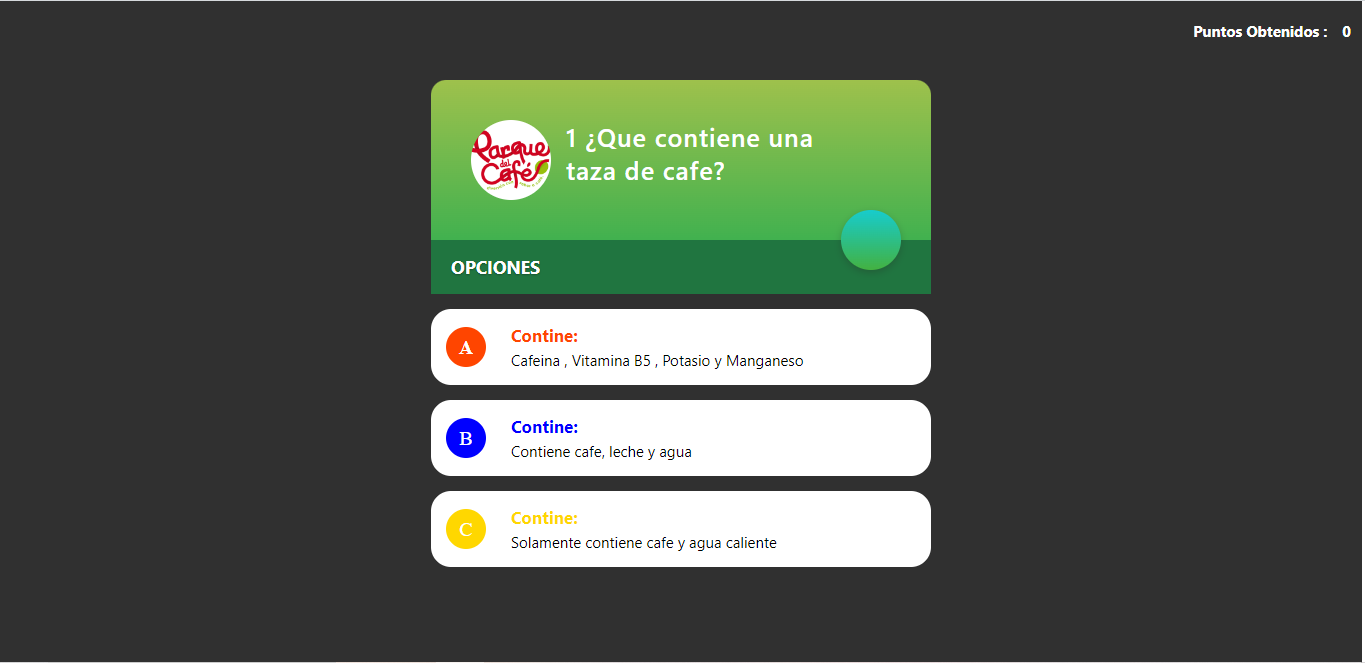 Puntos Obtenidos : 0
Parque
del
Café
1 ¿Que contiene una
taza de cafe?
OPCIONES
A
Contine:
Cafeina , Vitamina B5 , Potasio y Manganeso
B
Contine:
Contiene cafe, leche y agua
C
Contine:
Solamente contiene cafe y agua caliente